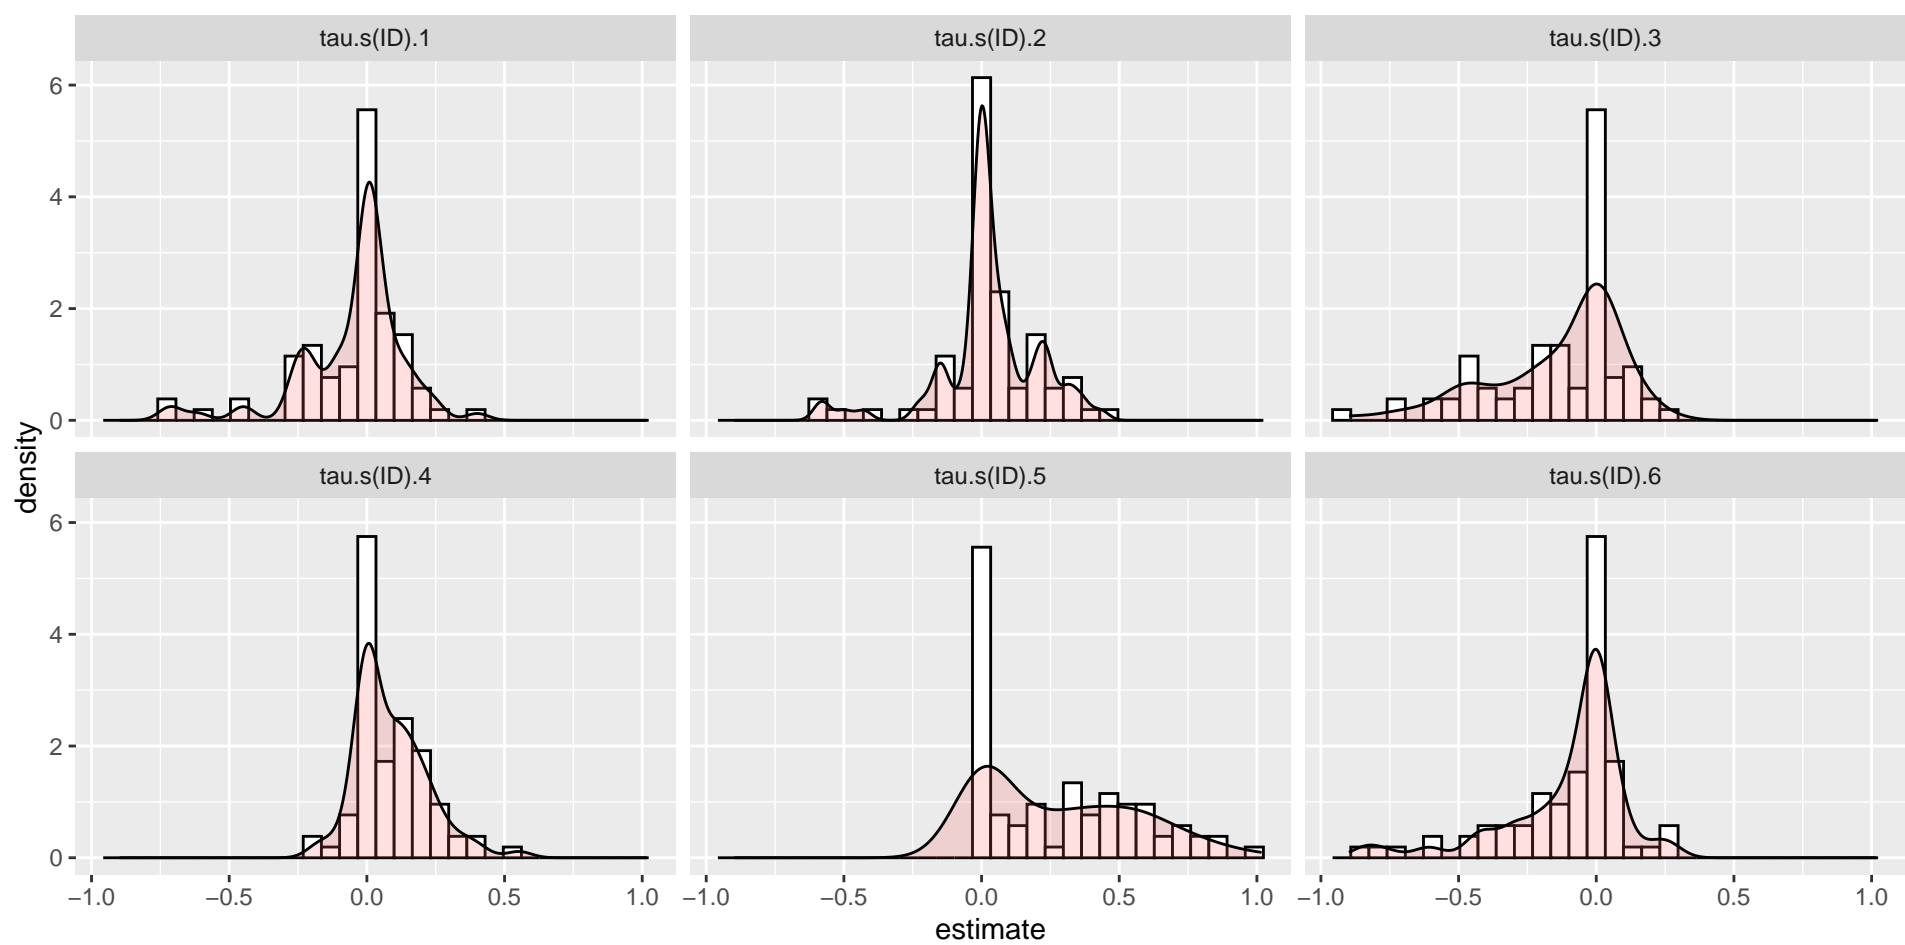 tau.s(ID).1 tau.s(ID).2 tau.s(ID).3
6
4
2
0
density
tau.s(ID).4 tau.s(ID).5 tau.s(ID).6
6
4
2
0
−1.0 −0.5 0.0 0.5 1.0 −1.0 −0.5 0.0 0.5 1.0 −1.0 −0.5 0.0 0.5 1.0
estimate